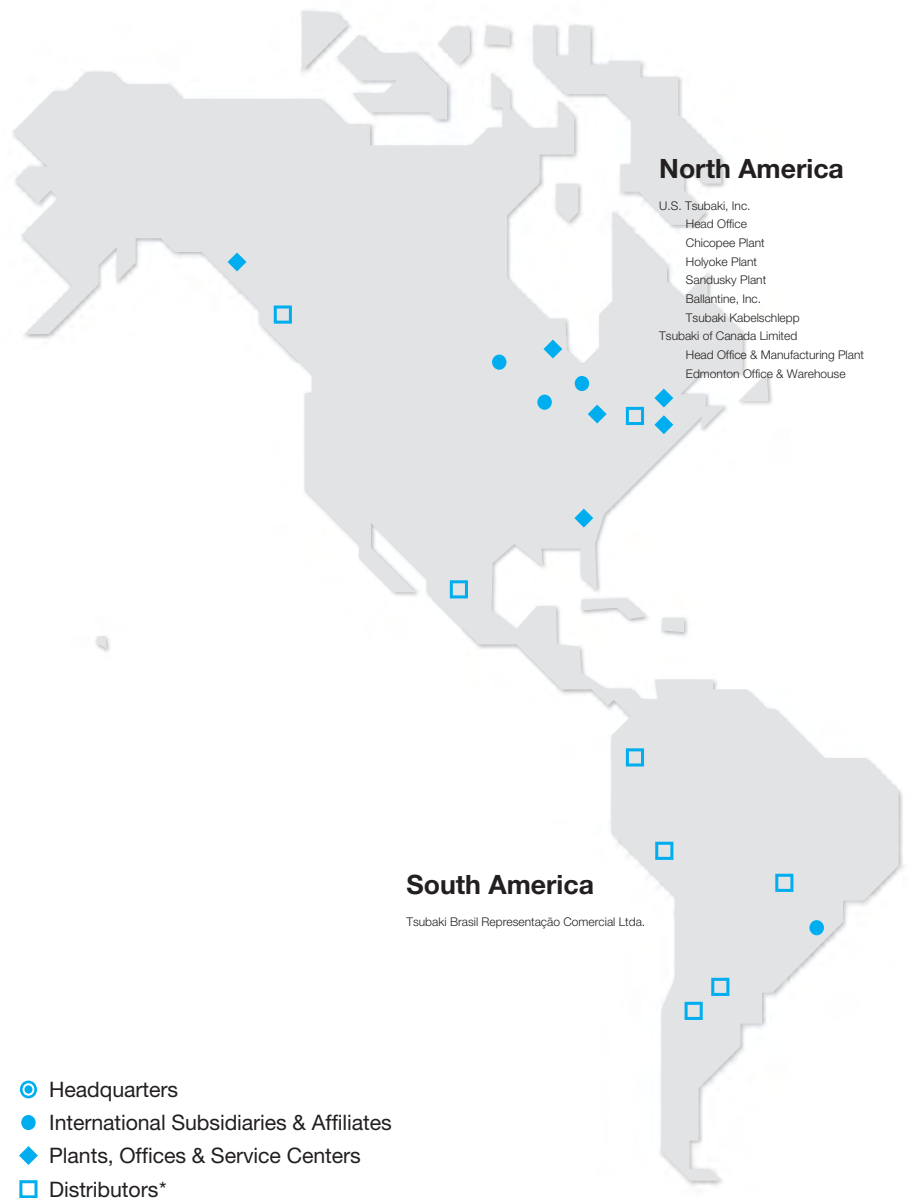 North America
U.S. Tsubaki, Inc.
Head Office
Chicopee Plant
Holyoke Plant
Sandusky Plant
Ballantine, Inc.
Tsubaki Kabelschlepp
Tsubaki of Canada Limited
Head Office & Manufacturing Plant
Edmonton Office & Warehouse
South America
Tsubaki Brasil Representação Comercial Ltda.
Headquarters
International Subsidiaries & Affiliates
Plants, Offices & Service Centers
Distributors*